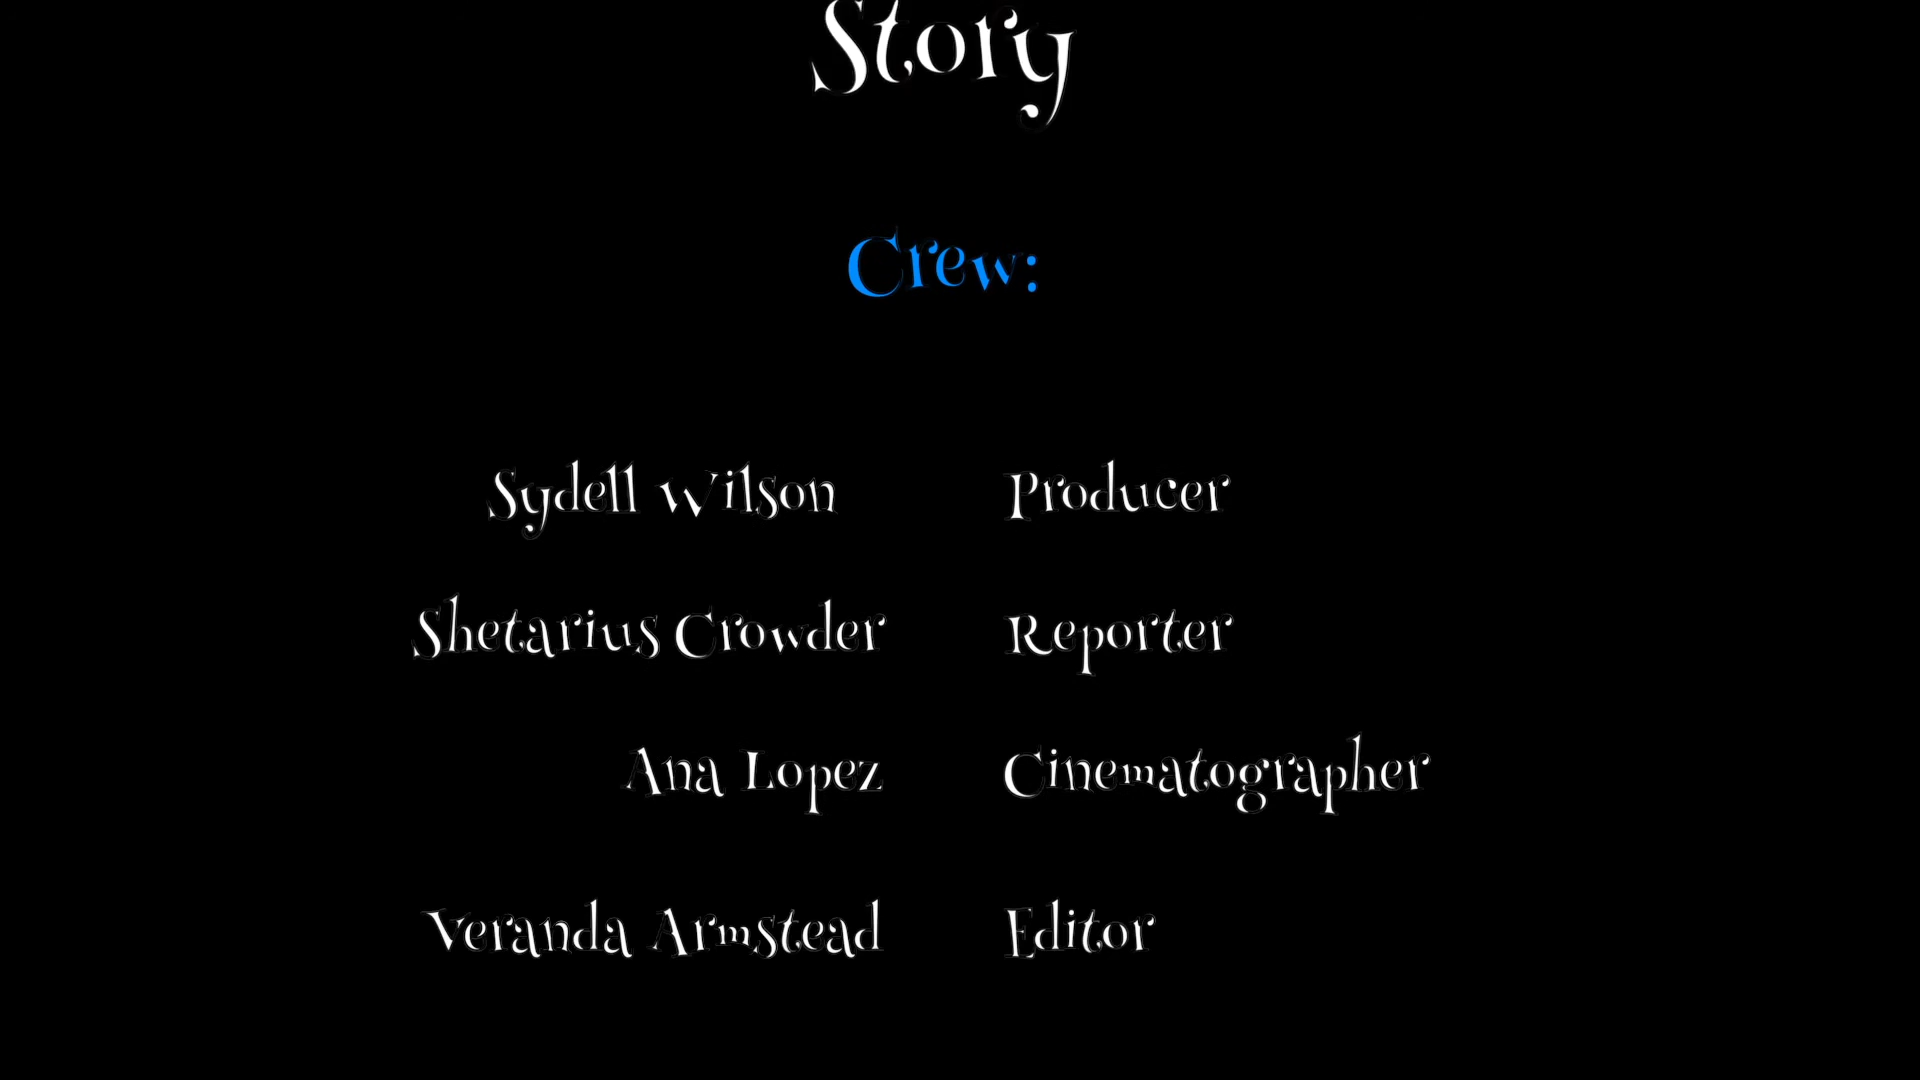 Story
Crew:
Sydell Wilson Producer
Shetarius Crowder Reporter
Ana Lopez Cinematographer
Veranda Armstead Editor